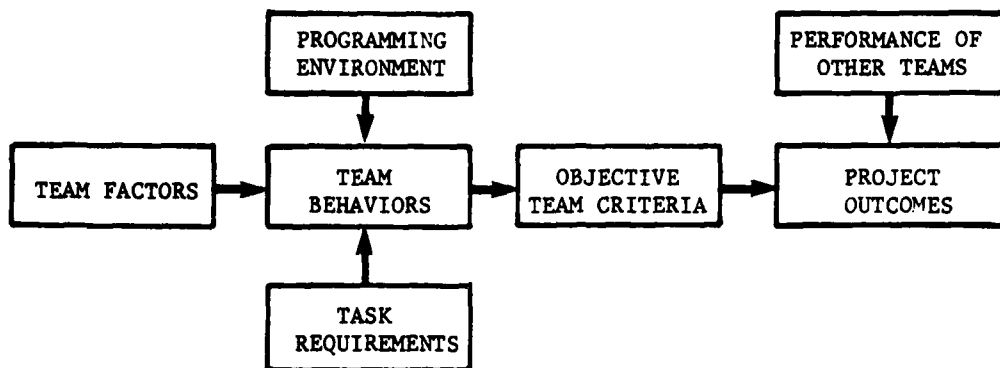 PROGRAMMING
ENVIRONMENT
PERFORMANCE OF
OTHER TEAMS
TEAM FACTORS
TEAM
BEHAVIORS
OBJECTIVE
TEAM CRITERIA
PROJECT
OUTCOMES
TASK
REQUIREMENTS